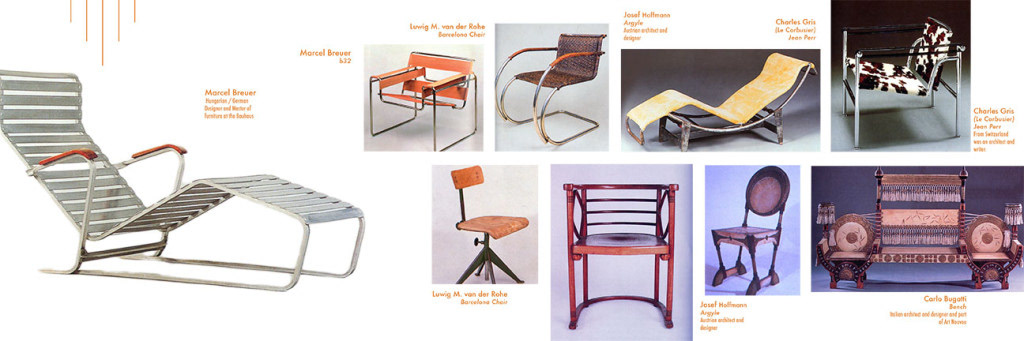 Marcel Breuer
Hungarian / German
Designer and Master of
furniture at the Bauhaus
Marcel Breuer
b32
Luwig M. van der Rohe
Barcelona Chair
Josef Hoffmann
Argyle
Austrian architect and
designer
Charles Gris
(Le Corbusier)
Jean Perr
Charles Gris
(Le Corbusier)
Jean Perr
From Switzerland
was an architect and
writer.
Luwig M. van der Rohe
Barcelona Chair
Josef Hoffmann
Argyle
Austrian architect and
designer
Carlo Bugatti
Bench
Italian architect and designer and part
of Art Noveau